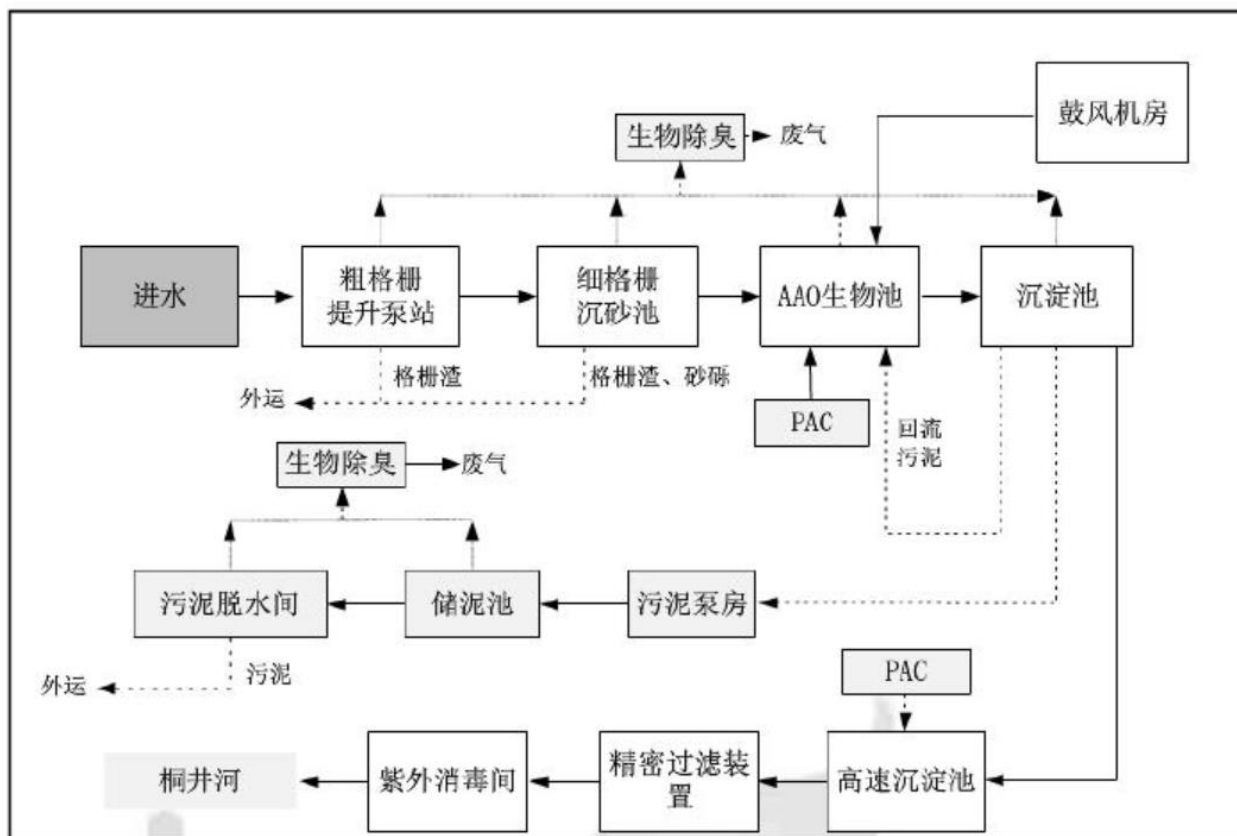 鼓风机房
生物除臭
废气
进水
粗格栅
提升泵站
细格栅
沉砂池
AAO生物池
沉淀池
格栅渣
格栅渣、砂砾
外运
PAC
回流
污泥
生物除臭
废气
污泥脱水间
储泥池
污泥泵房
污泥
外运
PAC
桐井河
紫外消毒间
精密过滤装
置
高速沉淀池